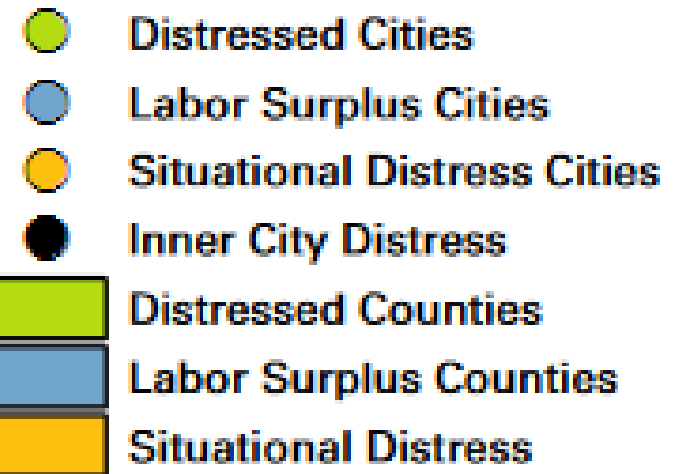 Distressed Cities
Labor Surplus Cities
Situational Distress Cities
Inner City Distress
Distressed Counties
Labor Surplus Counties
Situational Distress